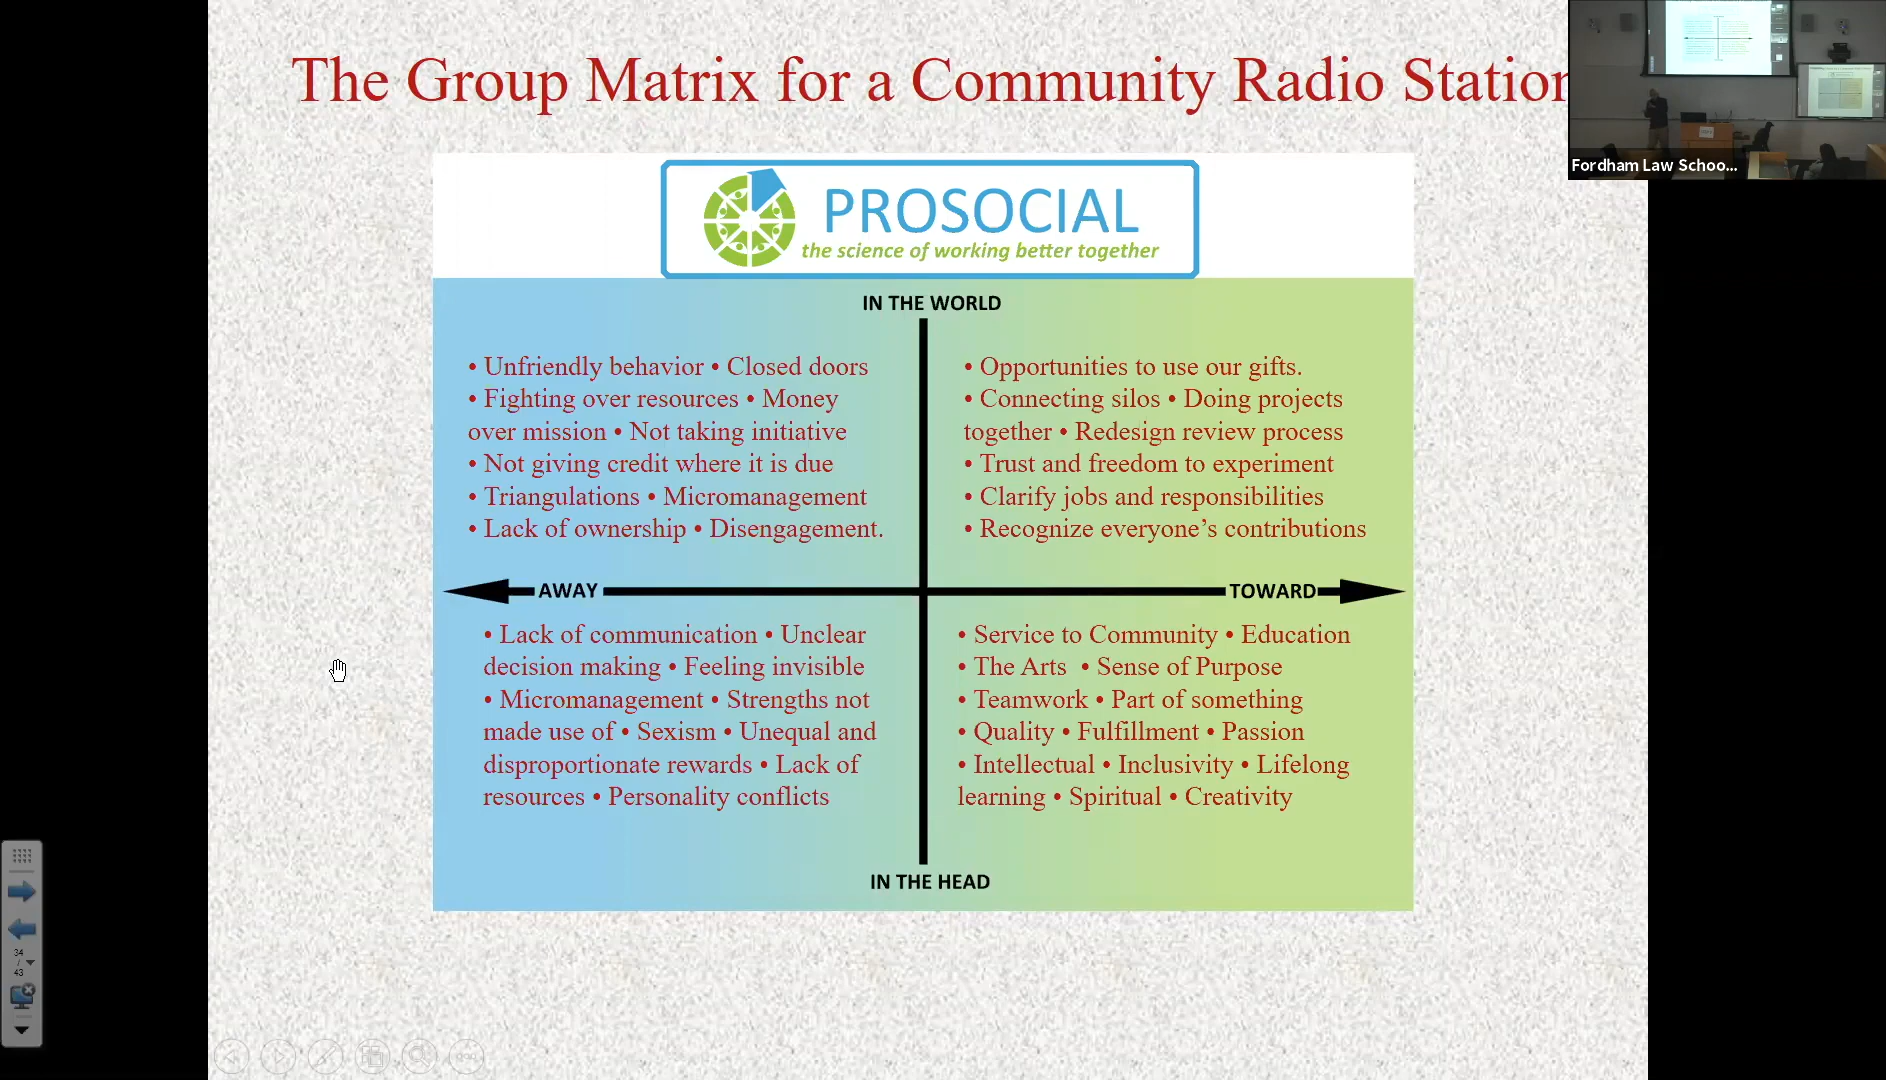 The Group Matrix for a Community Radio Station
Fordham Law Schoo...
PROSOCIAL
the science of working better together
IN THE WORLD
• Unfriendly behavior • Closed doors
• Fighting over resources • Money
over mission • Not taking initiative
• Not giving credit where it is due
• Triangulations • Micromanagement
• Lack of ownership • Disengagement.
• Opportunities to use our gifts.
• Connecting silos • Doing projects
together • Redesign review process
• Trust and freedom to experiment
• Clarify jobs and responsibilities
• Recognize everyone’s contributions
AWAY
TOWARD
• Lack of communication • Unclear
decision making • Feeling invisible
• Micromanagement • Strengths not
made use of • Sexism • Unequal and
disproportionate rewards • Lack of
resources • Personality conflicts
• Service to Community • Education
• The Arts • Sense of Purpose
• Teamwork • Part of something
• Quality • Fulfillment • Passion
• Intellectual • Inclusivity • Lifelong
learning • Spiritual • Creativity
IN THE HEAD
34
/
43